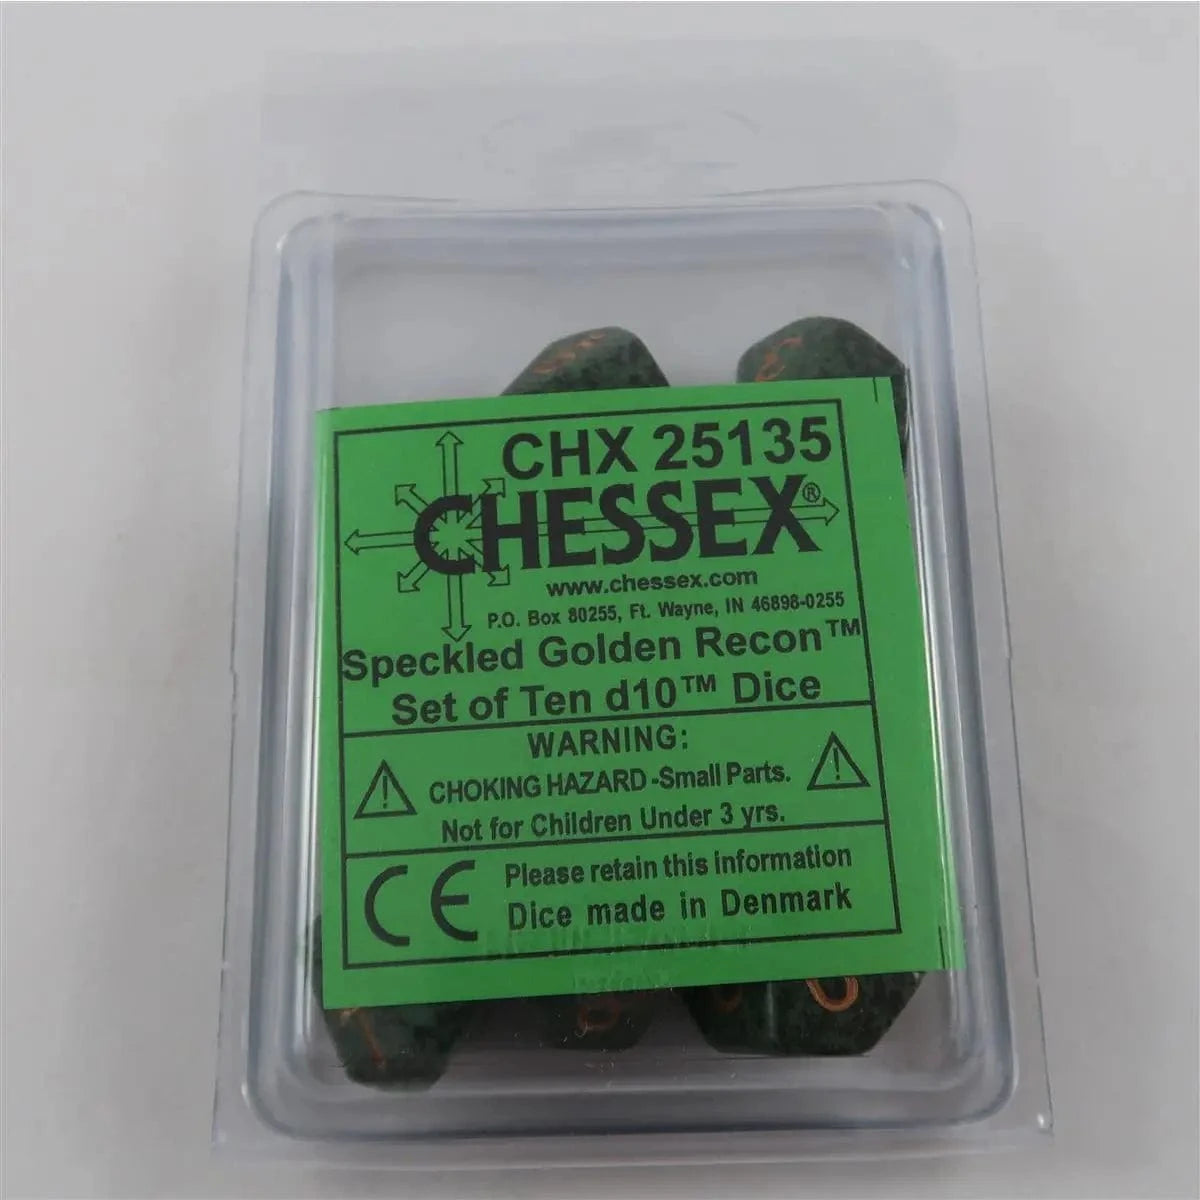 CHX 25135
CHESSEX®
www.chessex.com
P.O. Box 80255, Ft. Wayne, IN 46898-0255
Speckled Golden Recon™
Set of Ten d10™ Dice
WARNING:
CHOKING HAZARD -Small Parts.
Not for Children Under 3 yrs.
CE Please retain this information
Dice made in Denmark
0